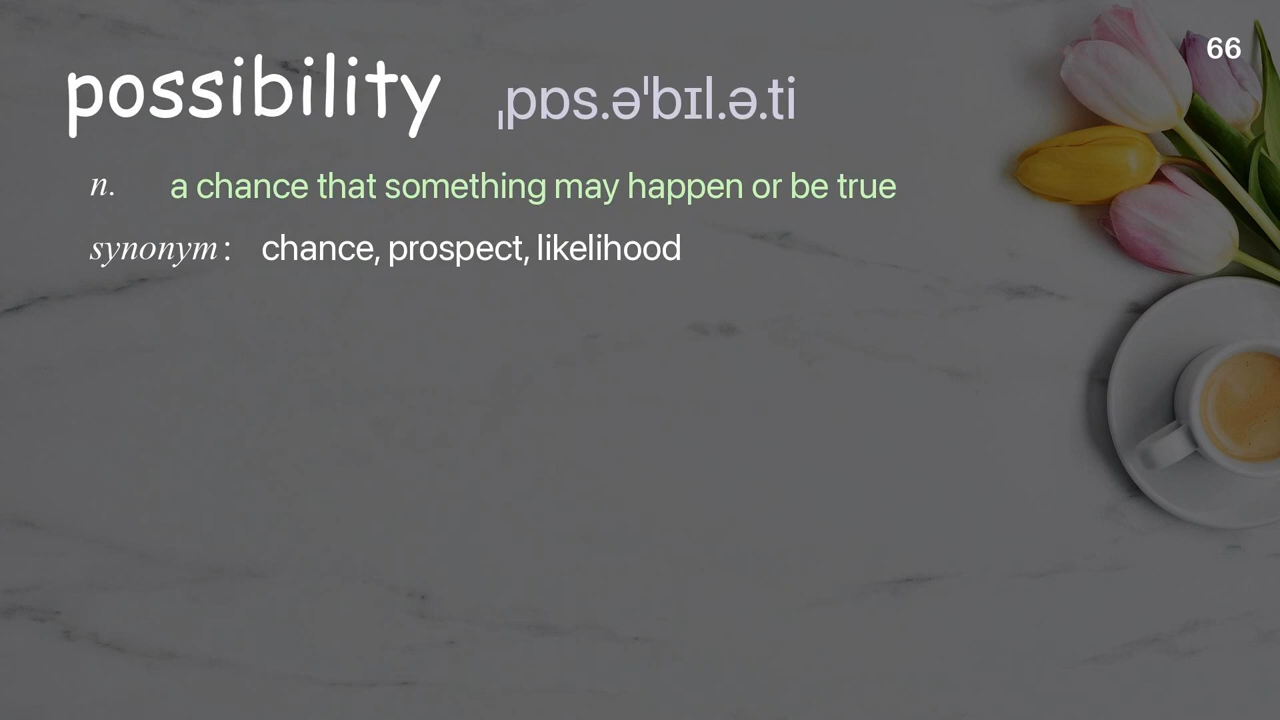 66
possibility ˌpɒs.əˈbɪl.ə.ti
n. a chance that something may happen or be true
synonym: chance, prospect, likelihood